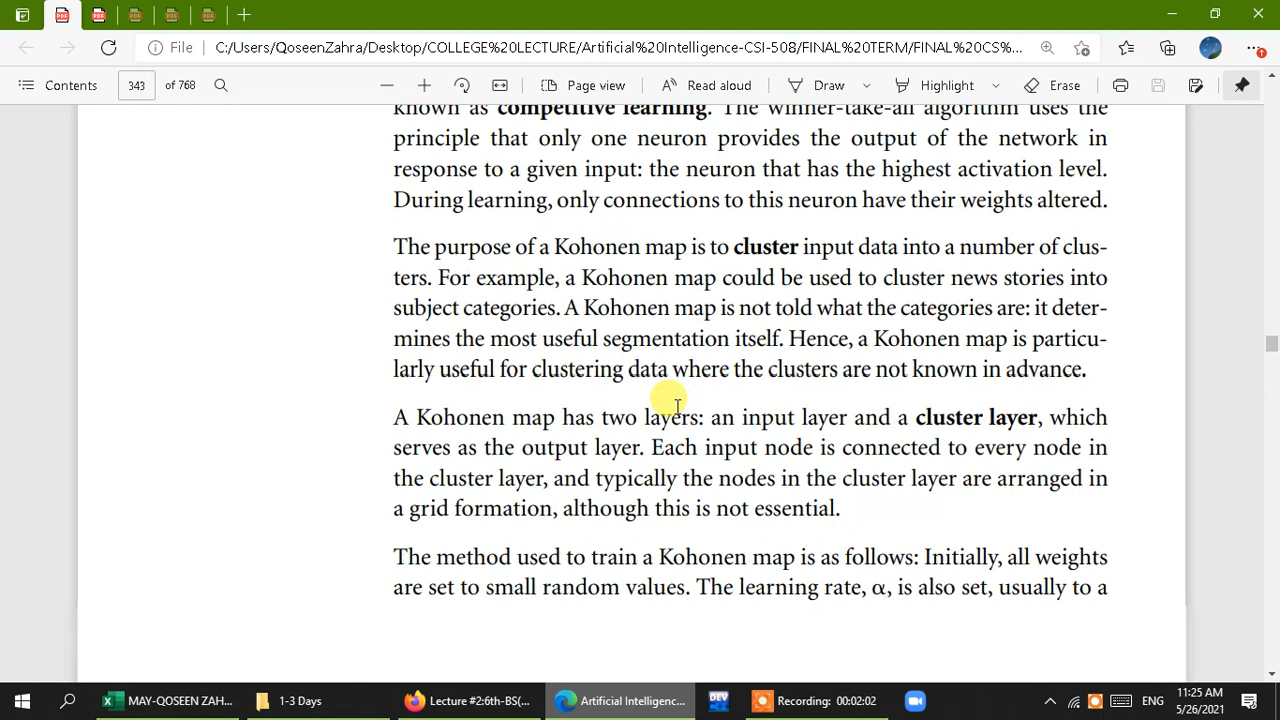 File
C:/Users/QoseenZahra/Desktop/COLLEGE%20LECTURE/Artificial%20Intelligence-CSI-508/FINAL%20TERM/FINAL%20CS%...
Contents 343 of 768 Page view Read aloud Draw Highlight Erase
known as competitive learning. The winner-take-all algorithm uses the
principle that only one neuron provides the output of the network in
response to a given input: the neuron that has the highest activation level.
During learning, only connections to this neuron have their weights altered.
The purpose of a Kohonen map is to cluster input data into a number of clus-
ters. For example, a Kohonen map could be used to cluster news stories into
subject categories. A Kohonen map is not told what the categories are: it deter-
mines the most useful segmentation itself. Hence, a Kohonen map is particu-
larly useful for clustering data where the clusters are not known in advance.
A Kohonen map has two layers: an input layer and a cluster layer, which
serves as the output layer. Each input node is connected to every node in
the cluster layer, and typically the nodes in the cluster layer are arranged in
a grid formation, although this is not essential.
The method used to train a Kohonen map is as follows: Initially, all weights
are set to small random values. The learning rate, α, is also set, usually to a
MAY-QOSEEN ZAH... 1-3 Days Lecture #2:6th-BS(... Artificial Intelligenc... DEV Recording: 00:02:02 ENG
11:25 AM
5/26/2021